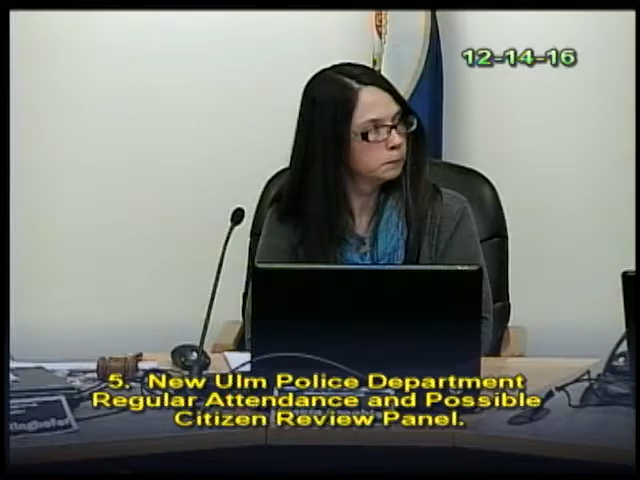 12-14-16
5. New Ulm Police Department
Regular Attendance and Possible
Citizen Review Panel.